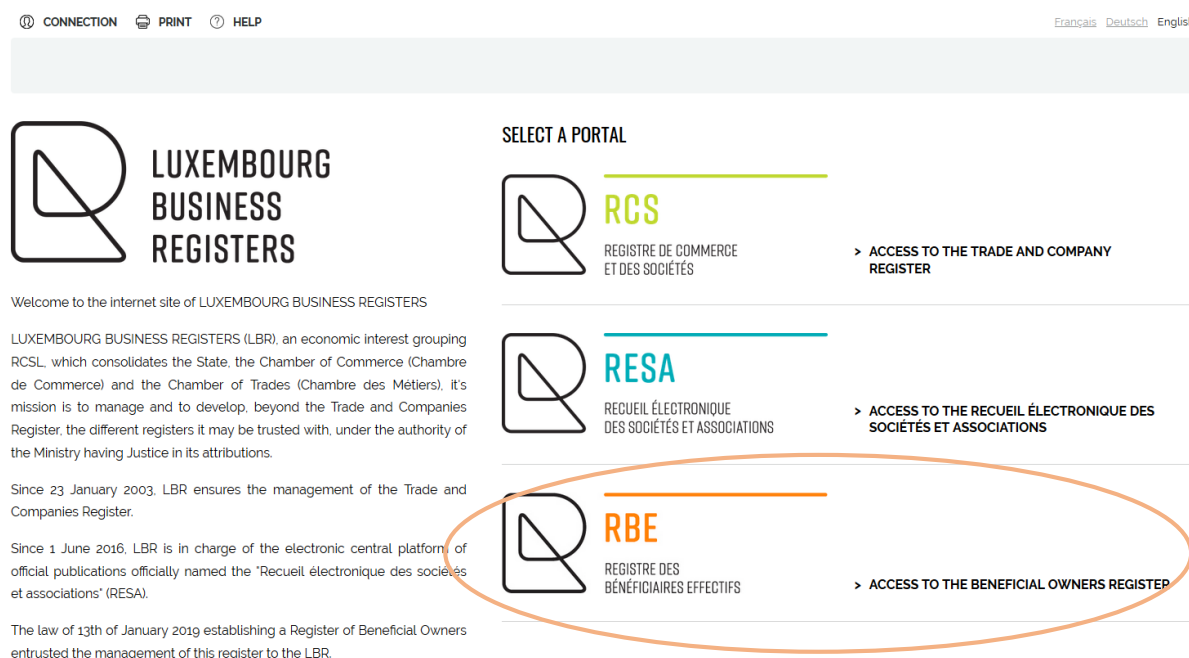 CONNECTION PRINT ? HELP
Français Deutsch English
LUXEMBOURG
BUSINESS
REGISTERS
Welcome to the internet site of LUXEMBOURG BUSINESS REGISTERS
LUXEMBOURG BUSINESS REGISTERS (LBR), an economic interest grouping
RCSL, which consolidates the State, the Chamber of Commerce (Chambre
de Commerce) and the Chamber of Trades (Chambre des Métiers), it's
mission is to manage and to develop, beyond the Trade and Companies
Register, the different registers it may be trusted with, under the authority of
the Ministry having Justice in its attributions.
Since 23 January 2003, LBR ensures the management of the Trade and
Companies Register.
Since 1 June 2016, LBR is in charge of the electronic central platform of
official publications officially named the "Recueil électronique des sociétés
et associations" (RESA).
The law of 13th of January 2019 establishing a Register of Beneficial Owners
entrusted the management of this register to the LBR.
SELECT A PORTAL
RCS
REGISTRE DE COMMERCE
ET DES SOCIÉTÉS
> ACCESS TO THE TRADE AND COMPANY
REGISTER
RESA
RECUEIL ÉLECTRONIQUE
DES SOCIÉTÉS ET ASSOCIATIONS
> ACCESS TO THE RECUEIL ÉLECTRONIQUE DES
SOCIÉTÉS ET ASSOCIATIONS
RBE
REGISTRE DES
BÉNÉFICIAIRES EFFECTIFS
> ACCESS TO THE BENEFICIAL OWNERS REGISTER